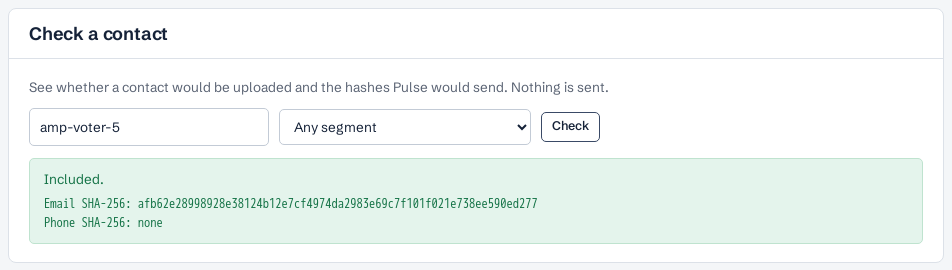 Check a contact
See whether a contact would be uploaded and the hashes Pulse would send. Nothing is sent.
amp-voter-5
Any segment
Check
Included.
Email SHA-256: afb62e28998928e38124b12e7cf4974da2983e69c7f101f021e738ee590ed277
Phone SHA-256: none